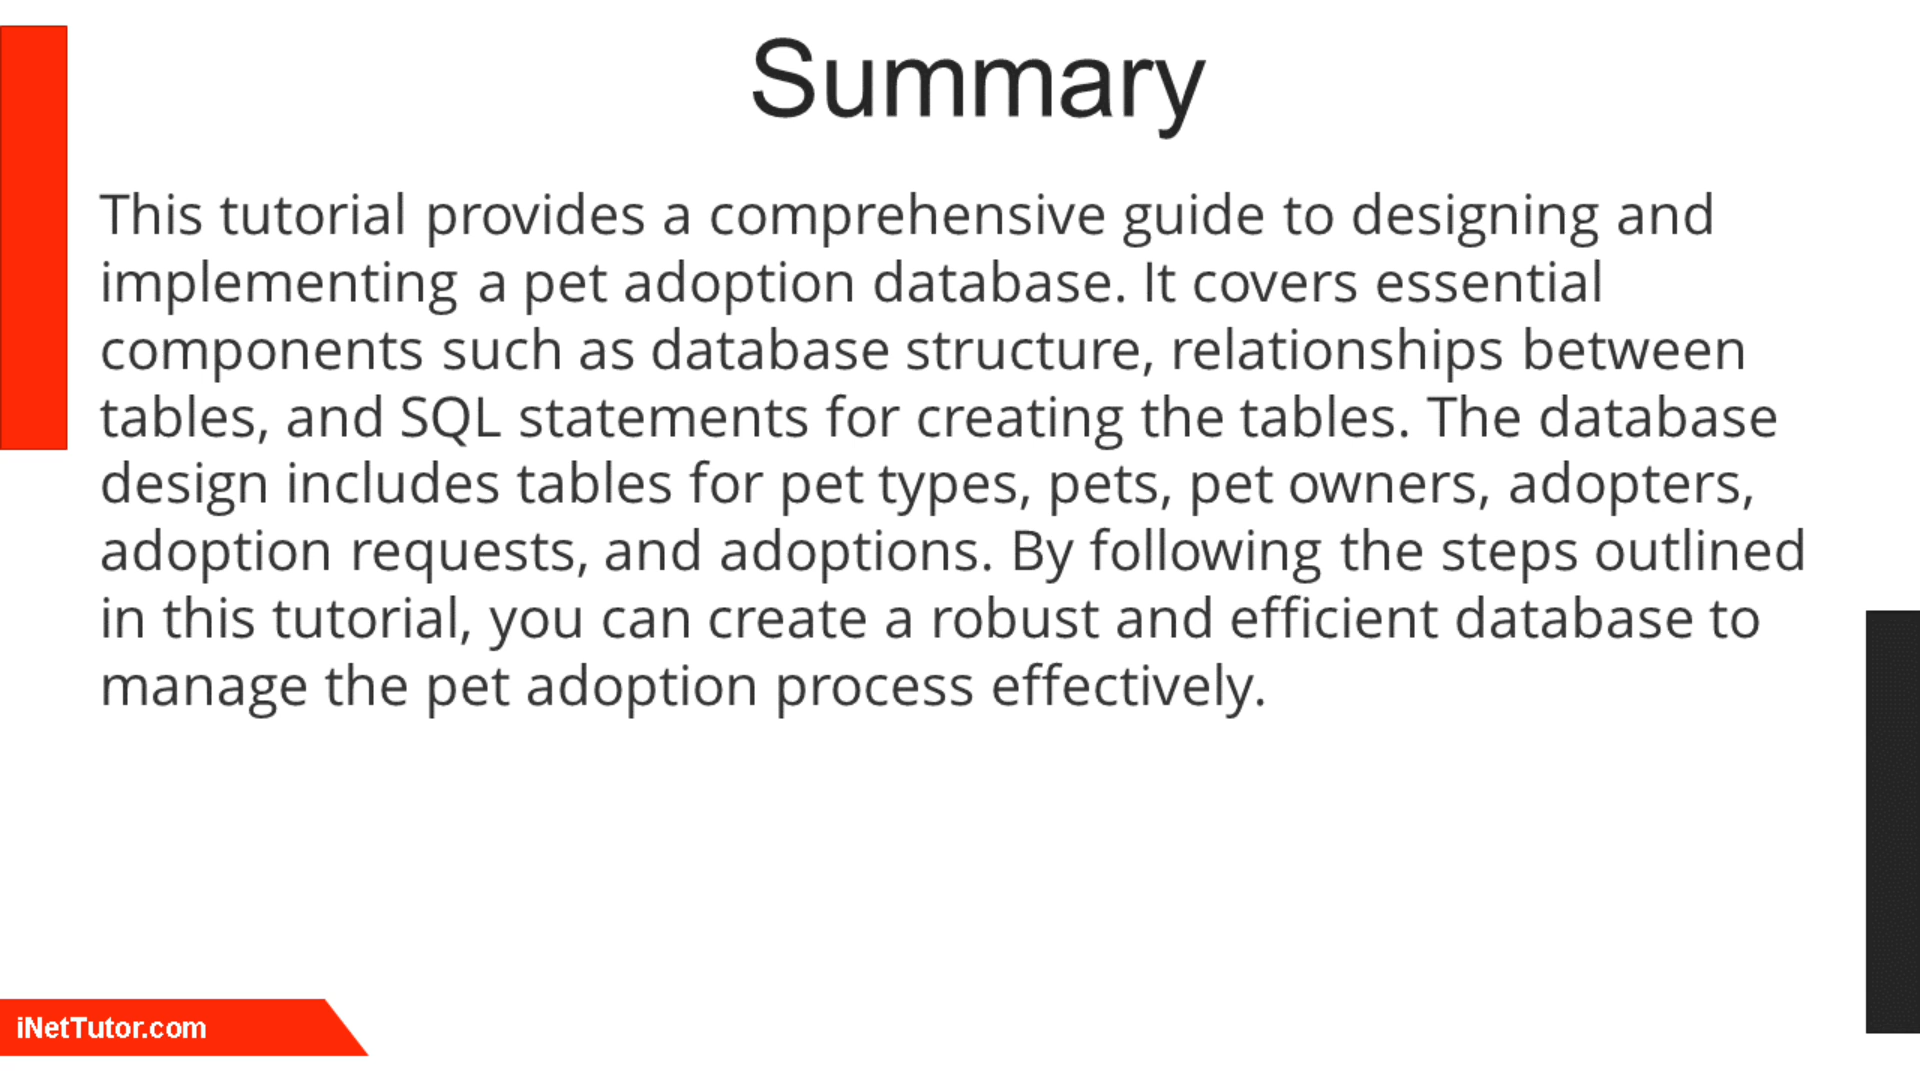 Summary
This tutorial provides a comprehensive guide to designing and
implementing a pet adoption database. It covers essential
components such as database structure, relationships between
tables, and SQL statements for creating the tables. The database
design includes tables for pet types, pets, pet owners, adopters,
adoption requests, and adoptions. By following the steps outlined
in this tutorial, you can create a robust and efficient database to
manage the pet adoption process effectively.
iNetTutor.com